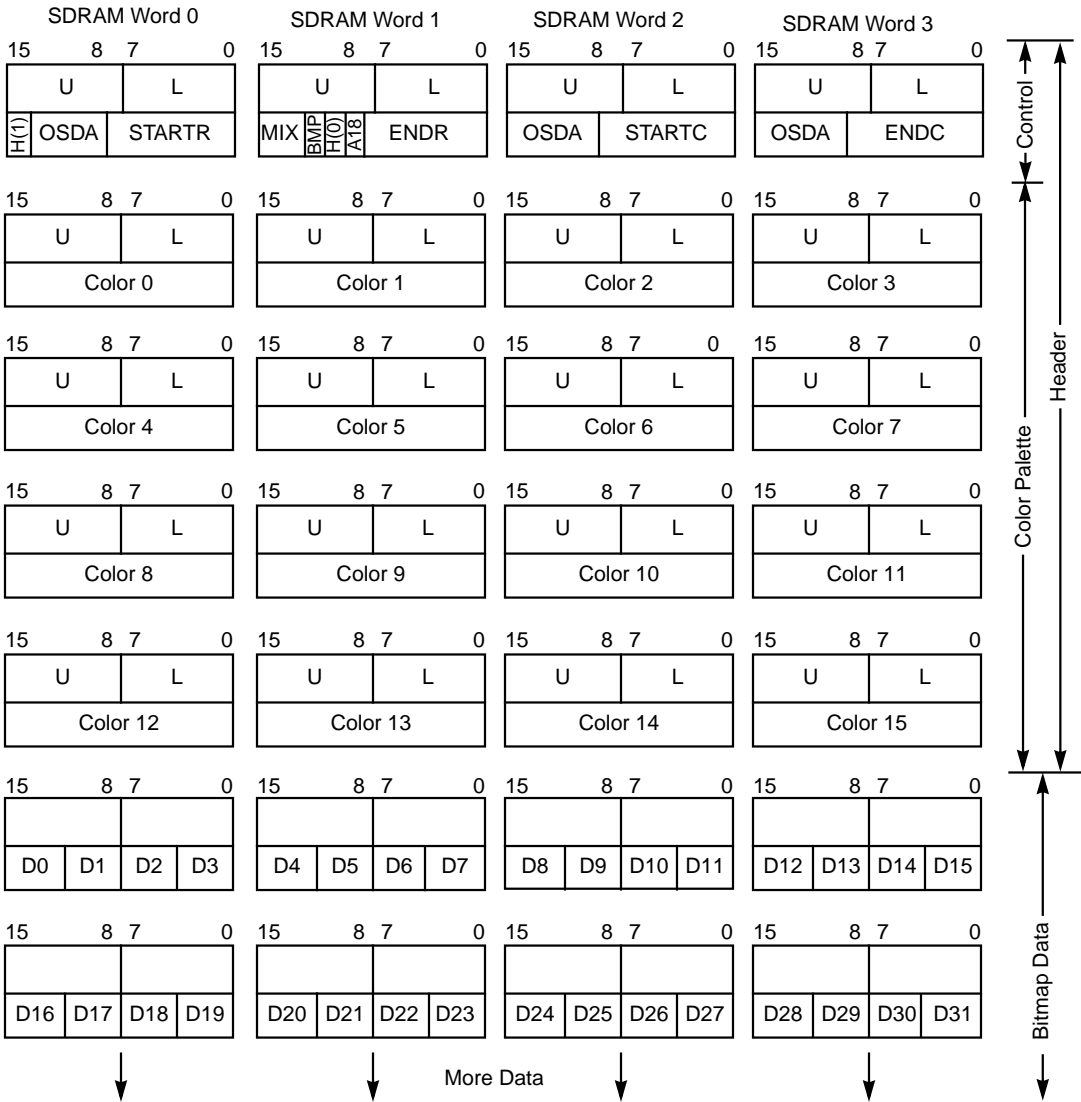 SDRAM Word 0 SDRAM Word 1 SDRAM Word 2 SDRAM Word 3
15 8 7 0 15 8 7 0 15 8 7 0 15 8 7 0
U L U L U L U L
H(1) OSDA STARTR MIX BMP H(0) A18 ENDR OSDA STARTC OSDA ENDC
Control
15 8 7 0 15 8 7 0 15 8 7 0 15 8 7 0
U L U L U L U L
Color 0 Color 1 Color 2 Color 3
15 8 7 0 15 8 7 0 15 8 7 0 15 8 7 0
U L U L U L U L
Color 4 Color 5 Color 6 Color 7
Header
Color Palette
15 8 7 0 15 8 7 0 15 8 7 0 15 8 7 0
U L U L U L U L
Color 8 Color 9 Color 10 Color 11
15 8 7 0 15 8 7 0 15 8 7 0 15 8 7 0
U L U L U L U L
Color 12 Color 13 Color 14 Color 15
15 8 7 0 15 8 7 0 15 8 7 0 15 8 7 0
D0 D1 D2 D3 D4 D5 D6 D7 D8 D9 D10 D11 D12 D13 D14 D15
15 8 7 0 15 8 7 0 15 8 7 0 15 8 7 0
D16 D17 D18 D19 D20 D21 D22 D23 D24 D25 D26 D27 D28 D29 D30 D31
Bitmap Data
More Data